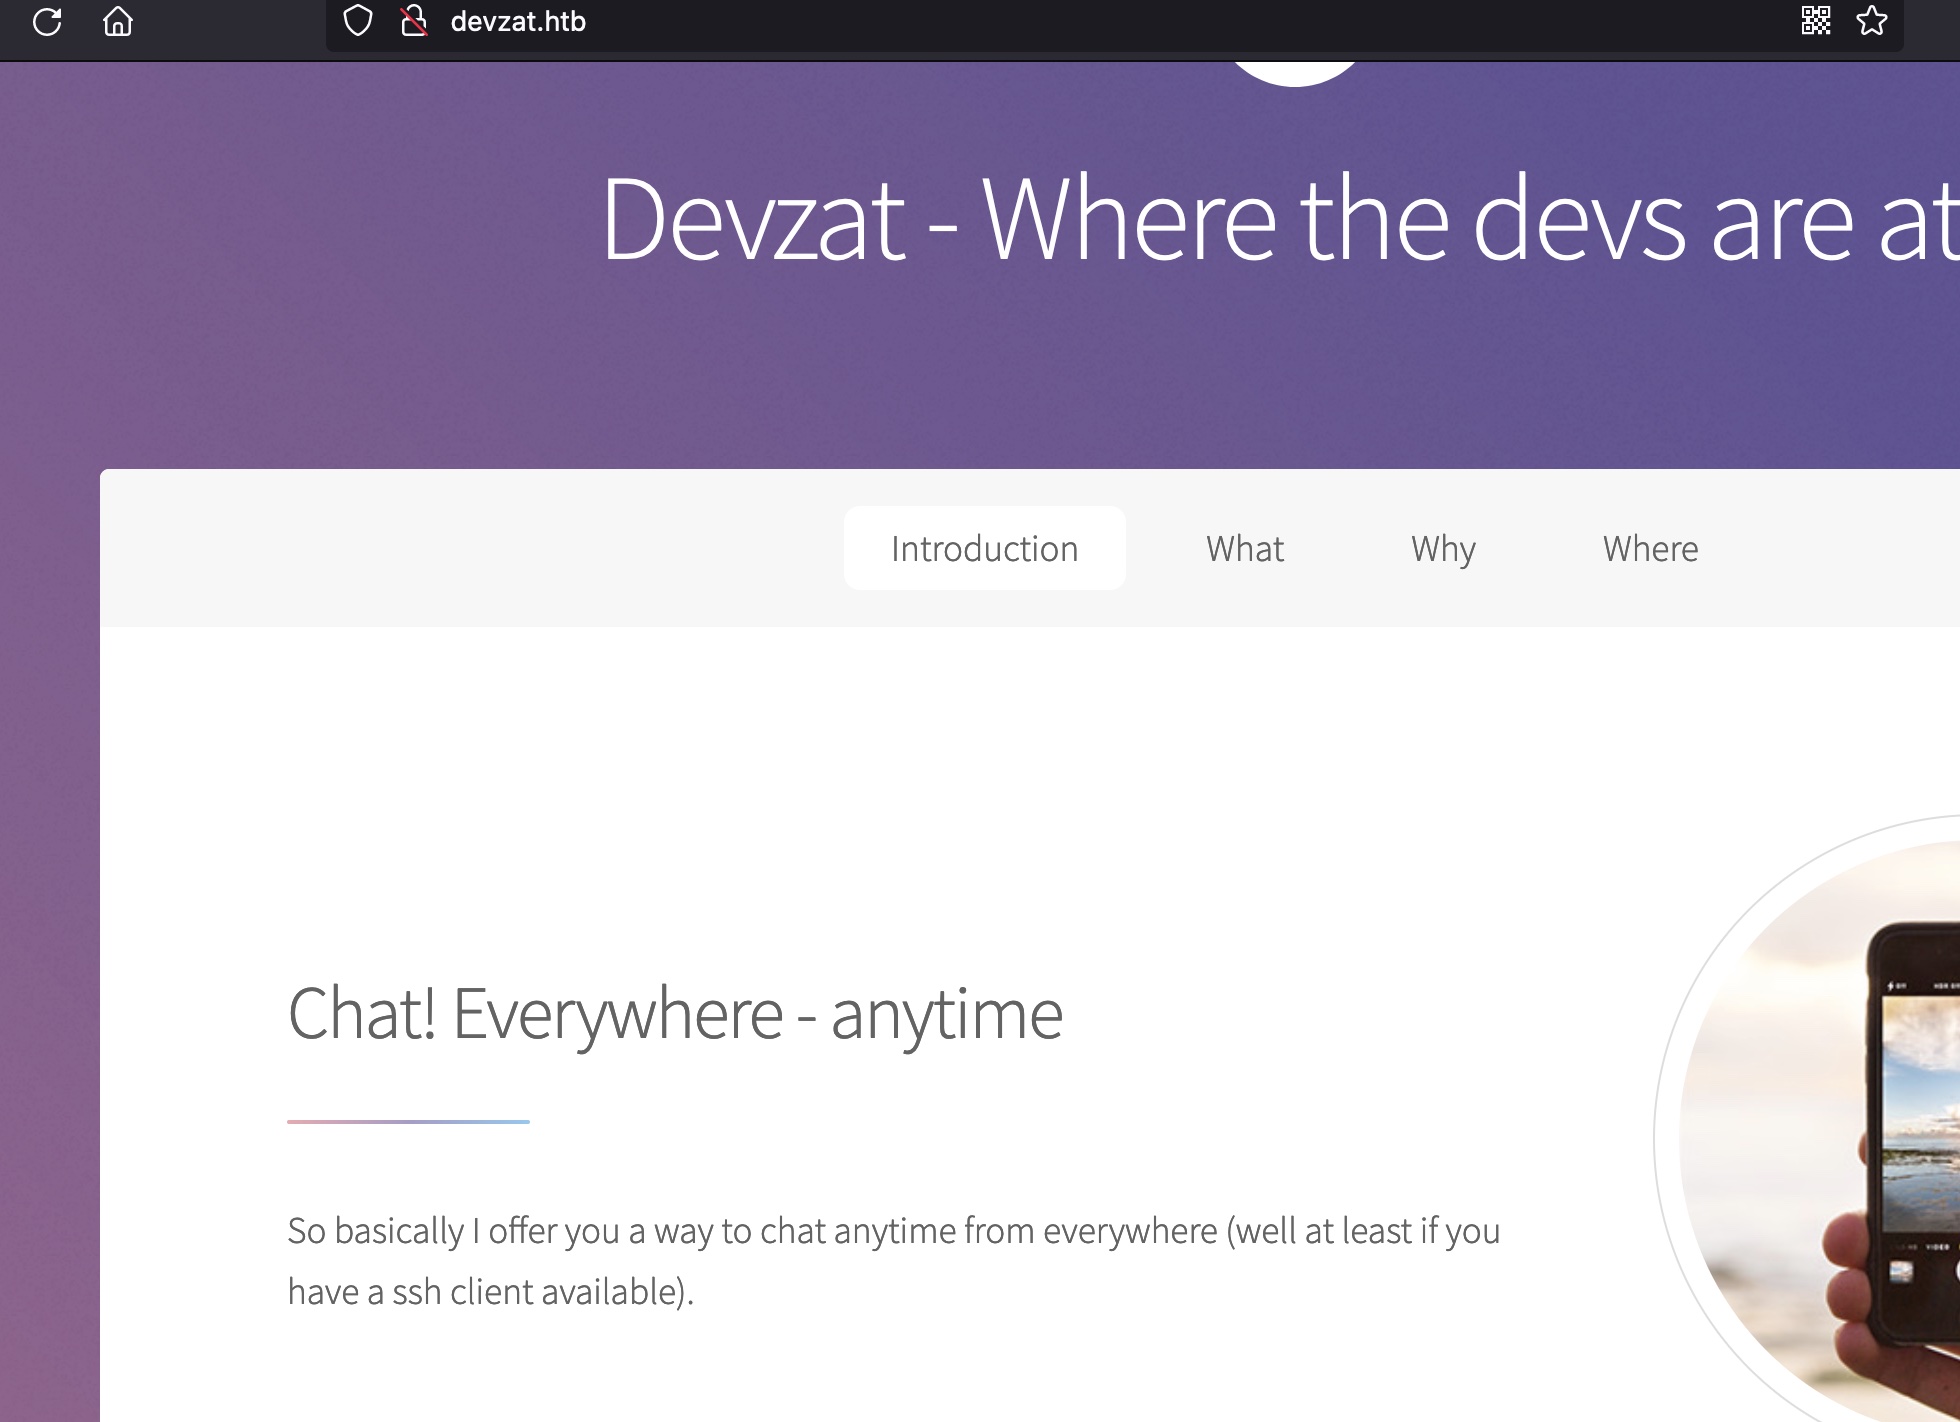 devzat.htb
Devzat - Where the devs are at
Introduction What Why Where
Chat! Everywhere - anytime
So basically I offer you a way to chat anytime from everywhere (well at least if you
have a ssh client available).
VIDEO